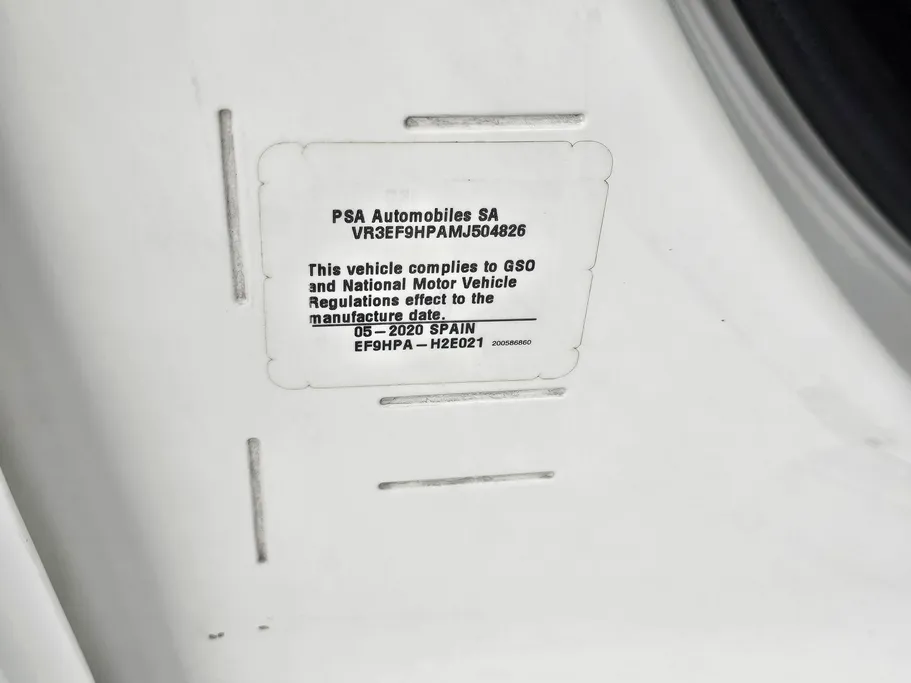 PSA Automobiles SA
VR3EF9HPAMJ504826
This vehicle complies to GSO
and National Motor Vehicle
Regulations effect to the
manufacture date.
05-2020 SPAIN
EF9HPA-H2E021 200586860